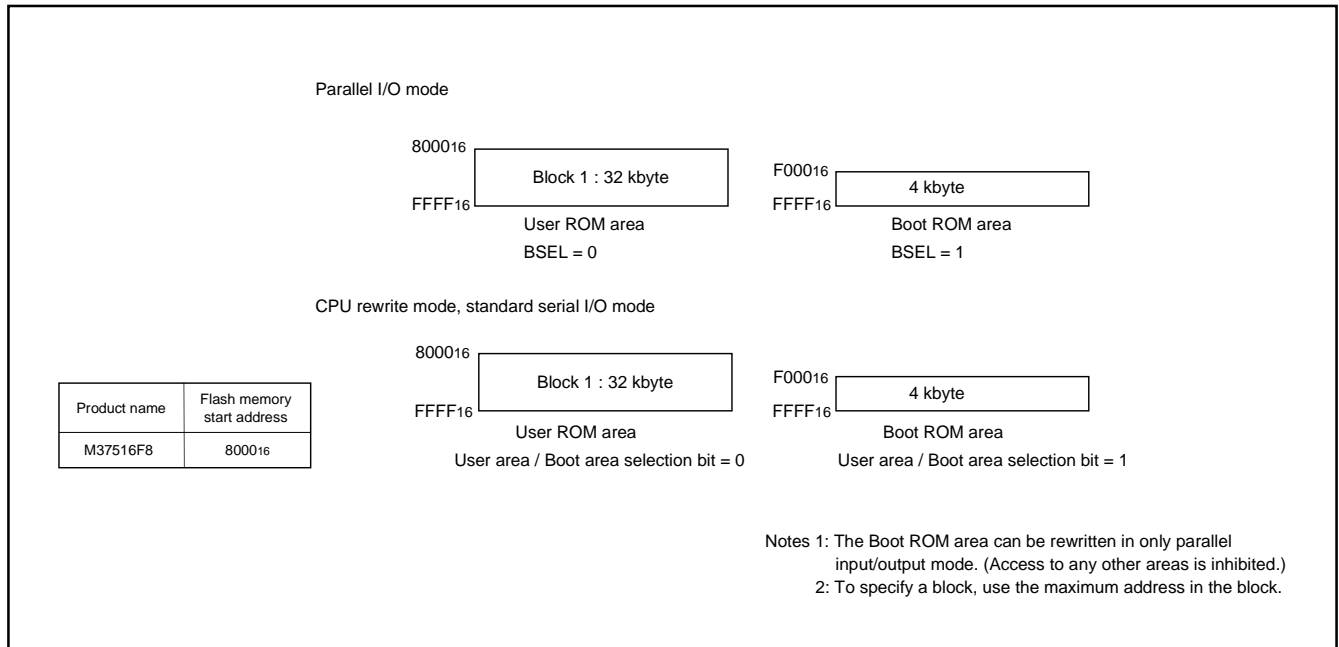 Parallel I/O mode
800016
Block 1 : 32 kbyte
FFFF16
User ROM area
BSEL = 0
F00016
4 kbyte
FFFF16
Boot ROM area
BSEL = 1
CPU rewrite mode, standard serial I/O mode
800016
Block 1 : 32 kbyte
FFFF16
User ROM area
User area / Boot area selection bit = 0
F00016
4 kbyte
FFFF16
Boot ROM area
User area / Boot area selection bit = 1
Product name
Flash memory
start address
M37516F8
800016
Notes 1: The Boot ROM area can be rewritten in only parallel
input/output mode. (Access to any other areas is inhibited.)
2: To specify a block, use the maximum address in the block.